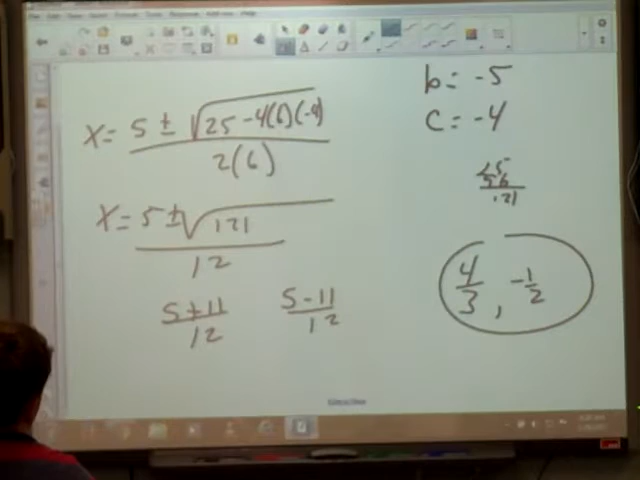 b = -5
c = -4
x = 5 ± √25 - 4(6)(-4)
2(6)
x = 5 ± √121
12
5 + 11
12
5 - 11
12
121
4/3, -1/2